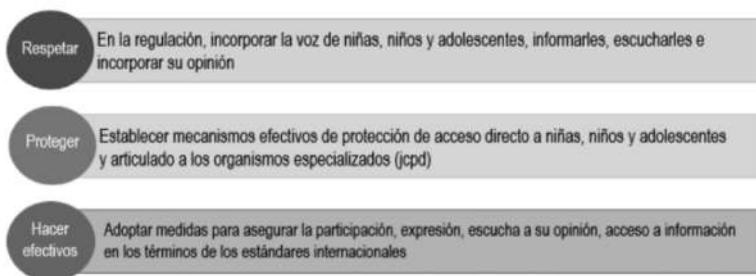 Respetar
En la regulación, incorporar la voz de niñas, niños y adolescentes, informarles, escucharles e
incorporar su opinión
Proteger
Establecer mecanismos efectivos de protección de acceso directo a niñas, niños y adolescentes
y articulado a los organismos especializados (jcpd)
Hacer
efectivos
Adoptar medidas para asegurar la participación, expresión, escucha a su opinión, acceso a información
en los términos de los estándares internacionales